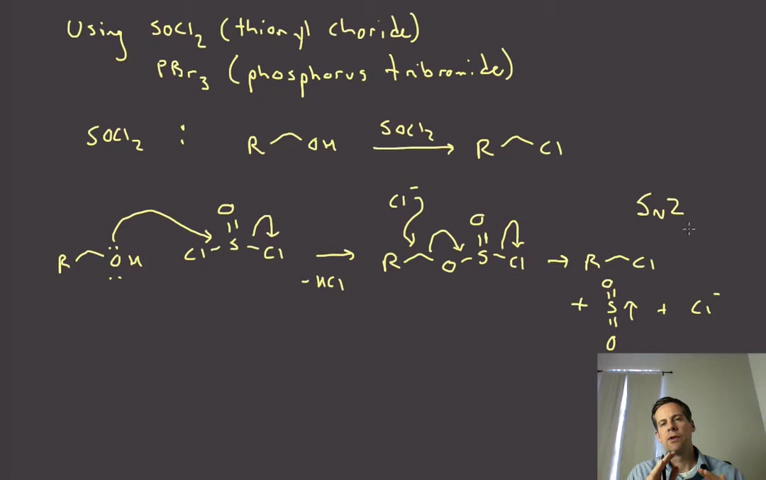 Using SOCl₂ (thionyl choride)
PBr₃ (phosphorus tribromide)
SOCl₂ : R OH SOCl₂ R Cl
SN2
R ÖH Cl-S-Cl O -HCl Cl⁻ R O-S-Cl O → R Cl
+ O=S=O ↑ + Cl⁻